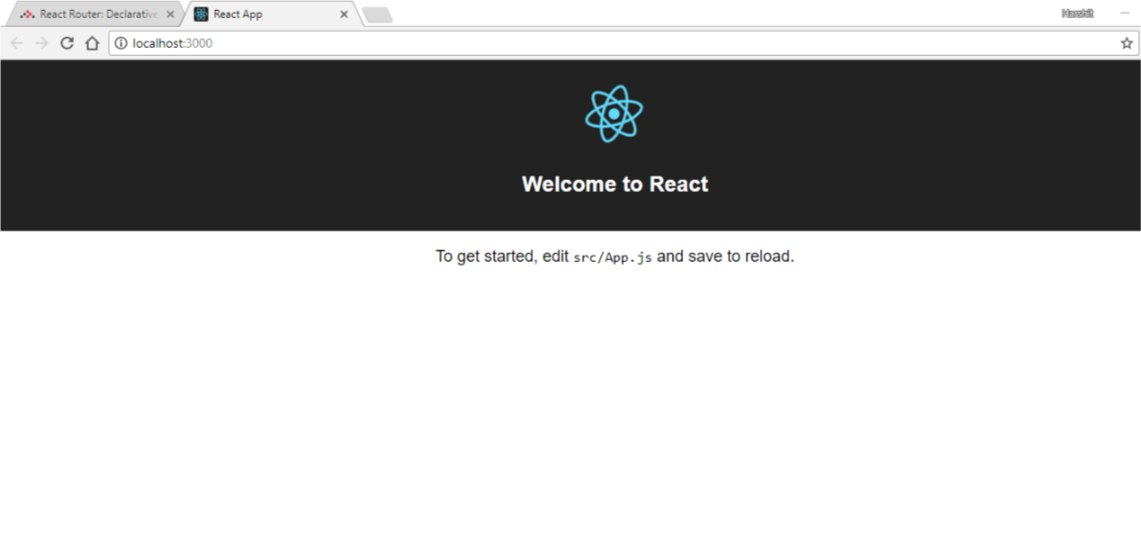 React Router: Declarative
React App
Harshit
localhost:3000
Welcome to React
To get started, edit src/App.js and save to reload.